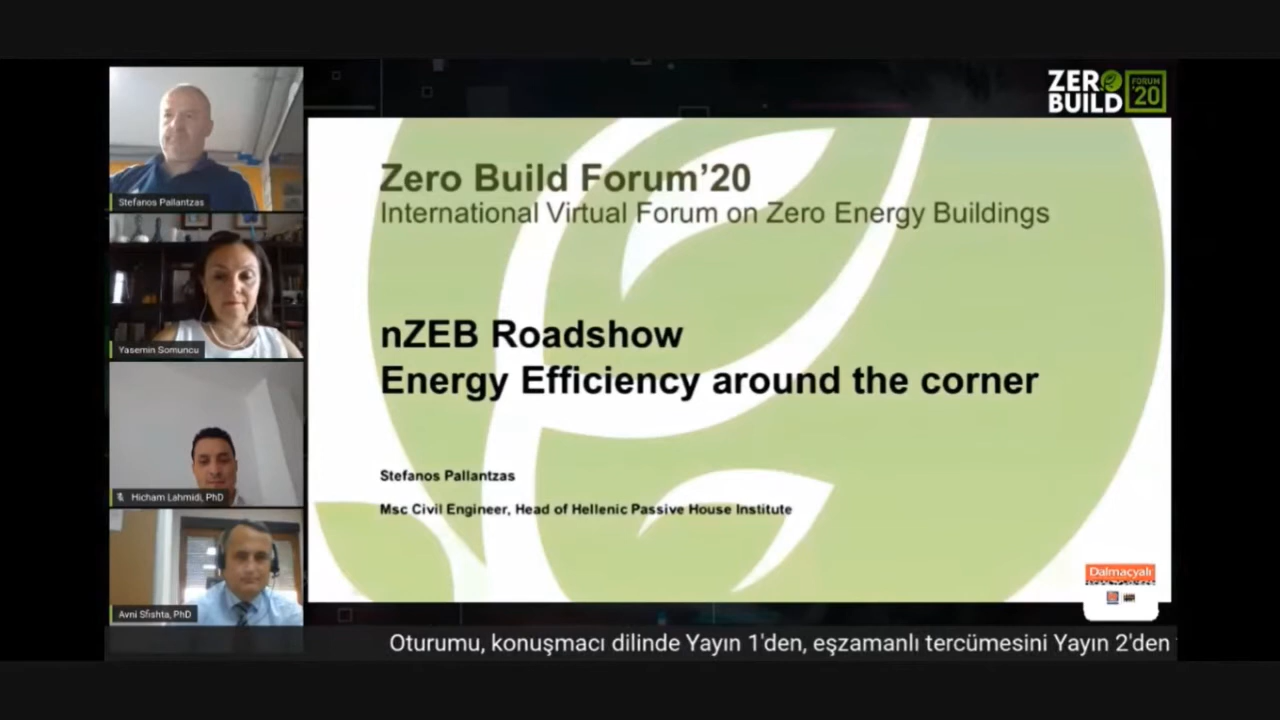 ZERO
BUILD
FORUM
'20
Zero Build Forum’20
International Virtual Forum on Zero Energy Buildings
nZEB Roadshow
Energy Efficiency around the corner
Stefanos Pallantzas
Msc Civil Engineer, Head of Hellenic Passive House Institute
Stefanos Pallantzas
Yasemin Somuncu
Hicham Lahmidi, PhD
Avni Sfishta, PhD
Dalmaçyalı
Oturumu, konuşmacı dilinde Yayın 1'den, eşzamanlı tercümesini Yayın 2'den